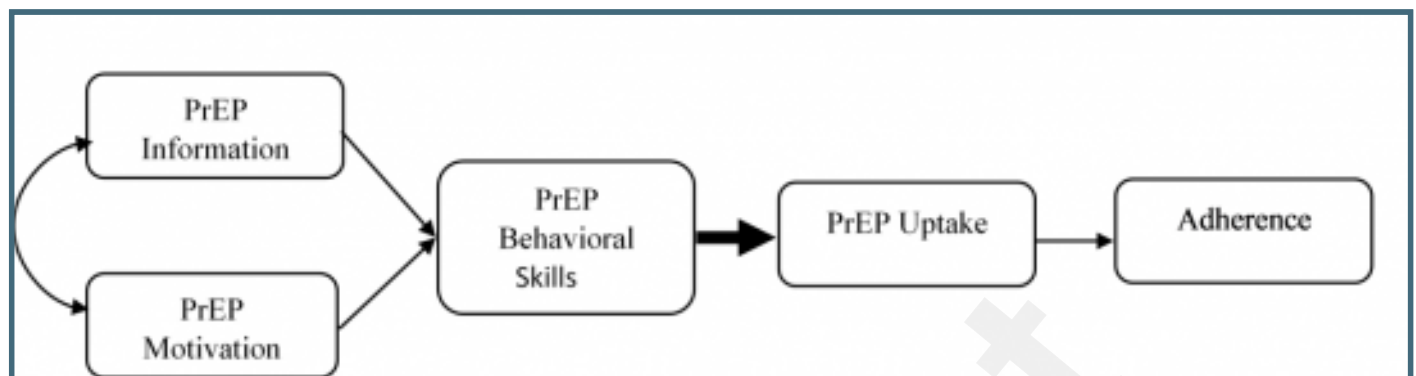 PrEP
Information
PrEP
Motivation
PrEP
Behavioral
Skills
PrEP Uptake
Adherence